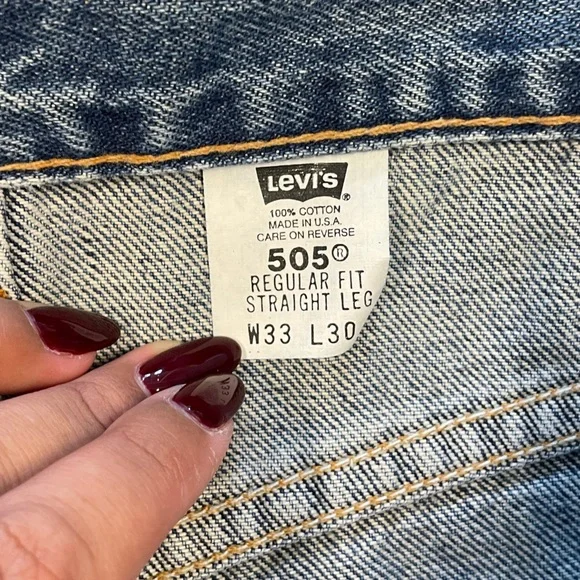 Levi's ®
100% COTTON
MADE IN U.S.A.
CARE ON REVERSE
505®
REGULAR FIT
STRAIGHT LEG
W33 L30